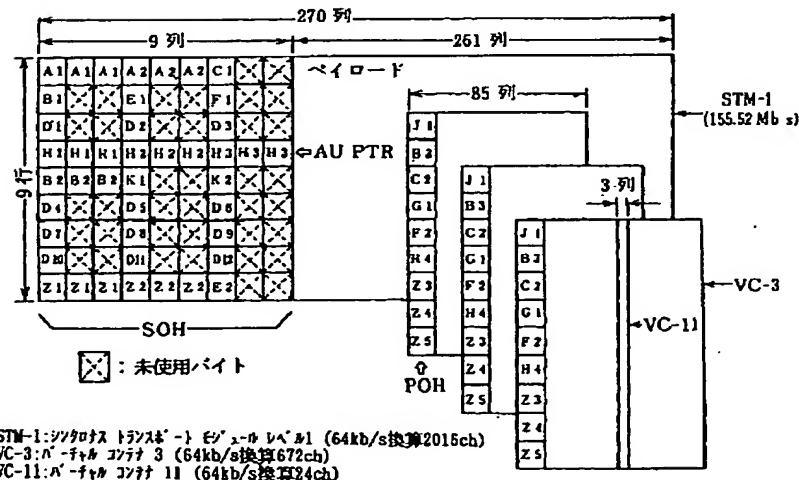 270 列
9 列
261 列
A1 A1 A1 A2 A2 A2 C1
ペイロード
B1 E1 F1
85 列
STM-1
(155.52 Mb s)
D1 D2 D3
J1
H1 H1 H1 H2 H2 H2 H3 H3 H3
⇦AU PTR
B3
9行
B2 B2 B2 K1 K2
C2
J1
3 列
D4 D5 D6
G1
B3
D7 D8 D9
F2
C2
J1
D10 D11 D12
H4
G1
B3
VC-3
Z1 Z1 Z1 Z2 Z2 Z2 E2
Z3
F2
C2
SOH
Z4
H4
G1
VC-11
Z5
Z3
F2
:未使用バイト
POH
Z4
H4
Z5
Z3
Z4
Z5
STM-1:シンクロナス トランスポート モジュール レベル1 (64kb/s換算2016ch)
VC-3:バーチャル コンテナ 3 (64kb/s換算672ch)
VC-11:バーチャル コンテナ 11 (64kb/s換算24ch)